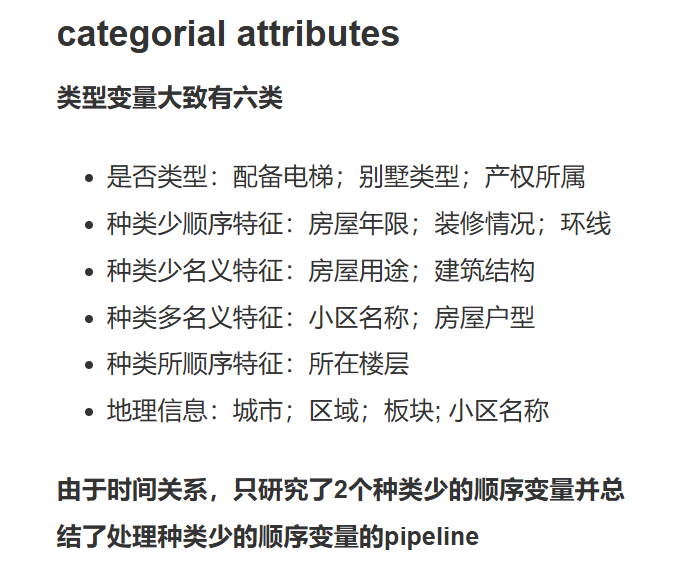 categorial attributes
类型变量大致有六类
是否类型：配备电梯；别墅类型；产权所属
种类少顺序特征：房屋年限；装修情况；环线
种类少名义特征：房屋用途；建筑结构
种类多名义特征：小区名称；房屋户型
种类所顺序特征：所在楼层
地理信息：城市；区域；板块; 小区名称
由于时间关系，只研究了2个种类少的顺序变量并总
结了处理种类少的顺序变量的pipeline